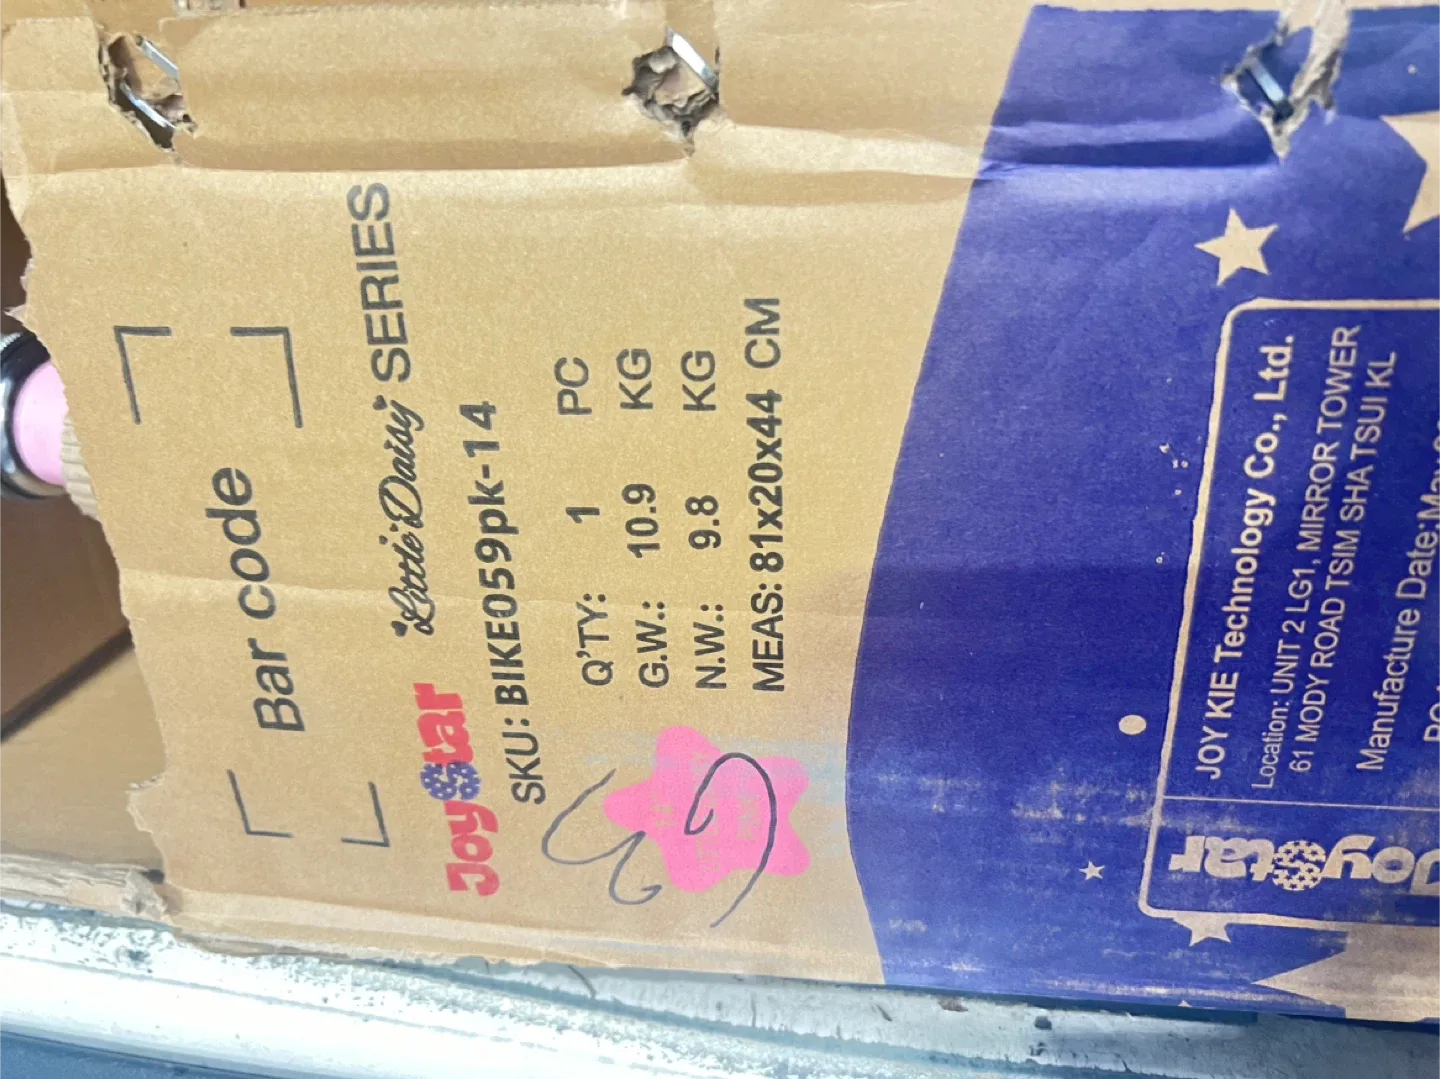 Bar code
JoyStar Little Daisy SERIES
SKU: BIKE059pk-14
Q'TY: 1 PC
G.W.: 10.9 KG
N.W.: 9.8 KG
MEAS: 81x20x44 CM
JoyStar
JOY KIE Technology Co., Ltd.
Location: UNIT 2 LG1, MIRROR TOWER
61 MODY ROAD TSIM SHA TSUI KL
Manufacture Date:May